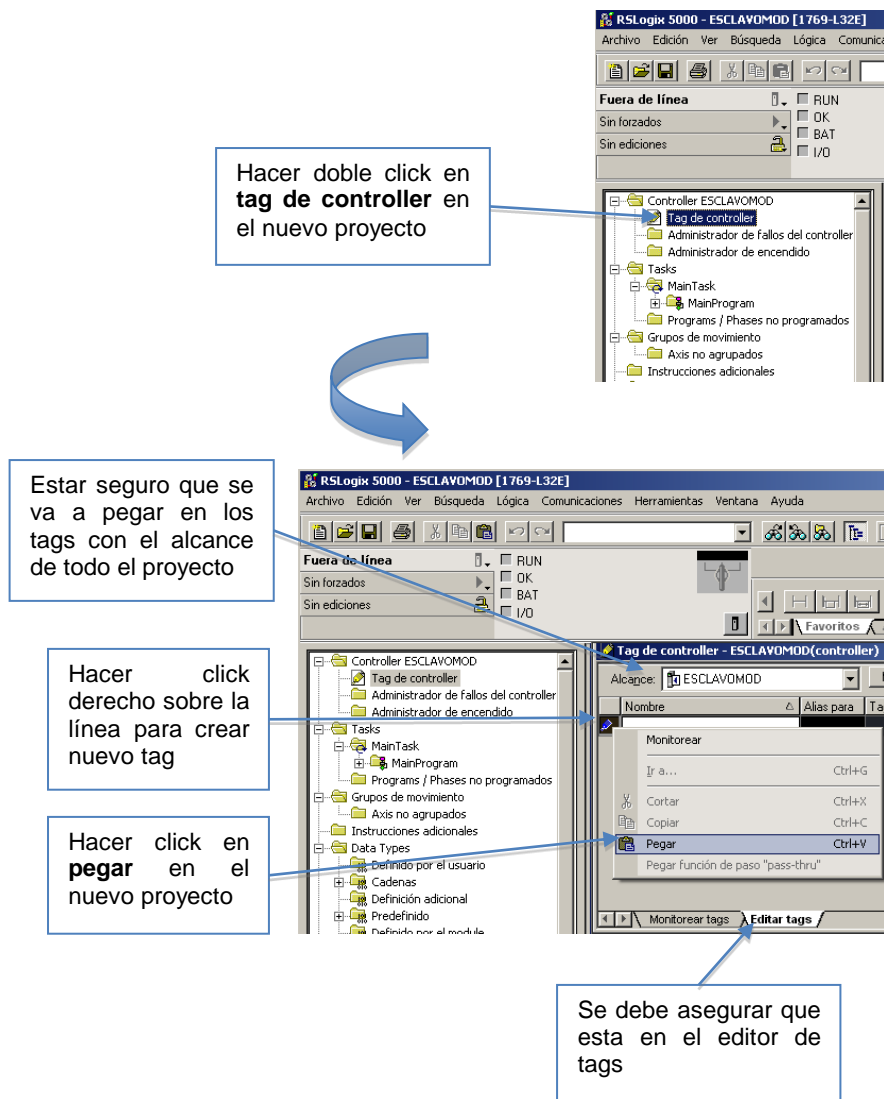 RSLogix 5000 - ESCLAVOMOD [1769-L32E]
Archivo Edición Ver Búsqueda Lógica Comunica
Fuera de línea
RUN
Sin forzados
OK
BAT
Sin ediciones
I/O
Hacer doble click en
tag de controller en
el nuevo proyecto
Controller ESCLAVOMOD
Tag de controller
Administrador de fallos del controller
Administrador de encendido
Tasks
MainTask
MainProgram
Programs / Phases no programados
Grupos de movimiento
Axis no agrupados
Instrucciones adicionales
Estar seguro que se
va a pegar en los
tags con el alcance
de todo el proyecto
RSLogix 5000 - ESCLAVOMOD [1769-L32E]
Archivo Edición Ver Búsqueda Lógica Comunicaciones Herramientas Ventana Ayuda
Fuera de línea
RUN
Sin forzados
OK
BAT
Sin ediciones
I/O
Favoritos
Hacer click
derecho sobre la
línea para crear
nuevo tag
Hacer click en
pegar en el
nuevo proyecto
Controller ESCLAVOMOD
Tag de controller
Administrador de fallos del controller
Administrador de encendido
Tasks
MainTask
MainProgram
Programs / Phases no programados
Grupos de movimiento
Axis no agrupados
Instrucciones adicionales
Data Types
Definido por el usuario
Cadenas
Definición adicional
Predefinido
Definido por el module
Tag de controller - ESCLAVOMOD(controller)
Alcance: ESCLAVOMOD
Nombre Alias para Ta
Monitorear
Ir a... Ctrl+G
Cortar Ctrl+X
Copiar Ctrl+C
Pegar Ctrl+V
Pegar función de paso "pass-thru"
Monitorear tags Editar tags
Se debe asegurar que
esta en el editor de
tags